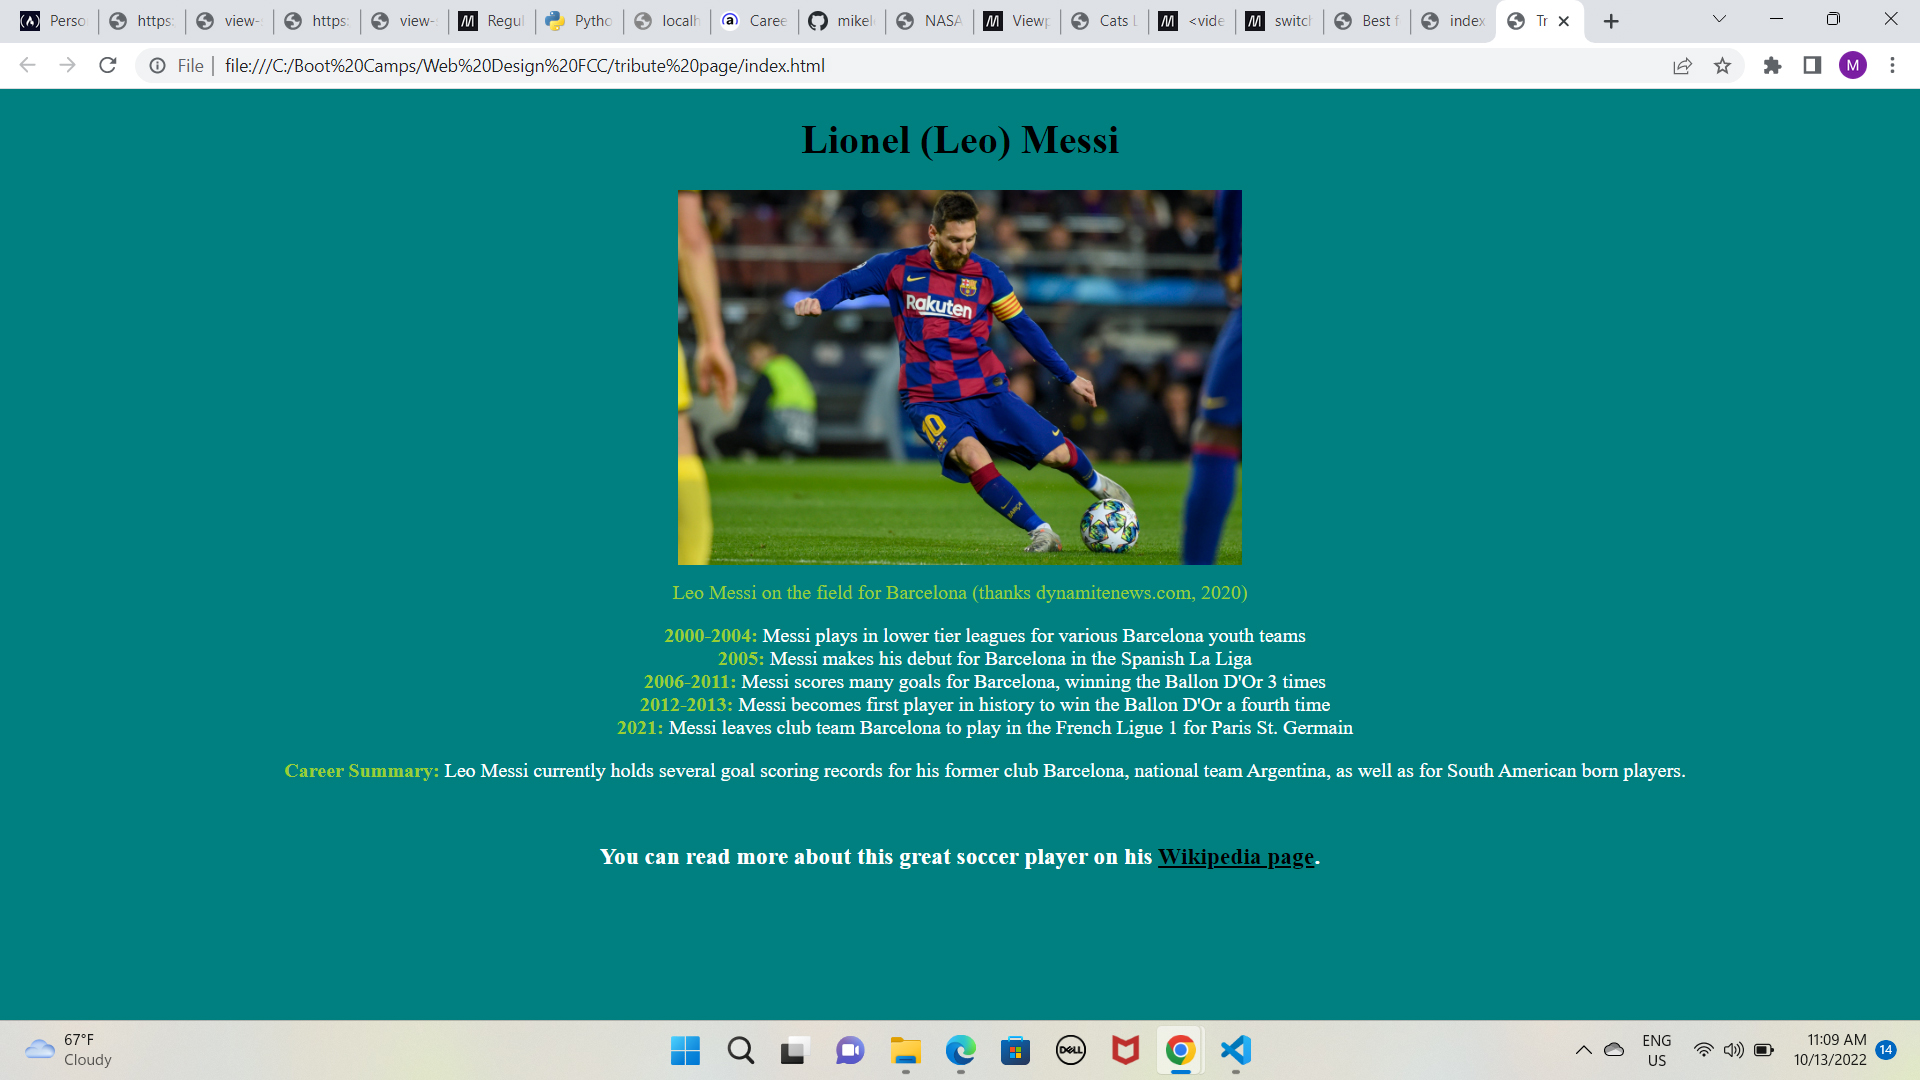 Perso
https:
view-
https:
view-
Regul
Pytho
localh
Caree
mikel
NASA
Viewp
Cats L
<vide
switch
Best f
index
Tr
File
file:///C:/Boot%20Camps/Web%20Design%20FCC/tribute%20page/index.html
M
Lionel (Leo) Messi
Rakuten
10
BARÇA
Leo Messi on the field for Barcelona (thanks dynamitenews.com, 2020)
2000-2004: Messi plays in lower tier leagues for various Barcelona youth teams
2005: Messi makes his debut for Barcelona in the Spanish La Liga
2006-2011: Messi scores many goals for Barcelona, winning the Ballon D'Or 3 times
2012-2013: Messi becomes first player in history to win the Ballon D'Or a fourth time
2021: Messi leaves club team Barcelona to play in the French Ligue 1 for Paris St. Germain
Career Summary: Leo Messi currently holds several goal scoring records for his former club Barcelona, national team Argentina, as well as for South American born players.
You can read more about this great soccer player on his Wikipedia page.
67°F
Cloudy
DELL
ENG
US
11:09 AM
10/13/2022
14